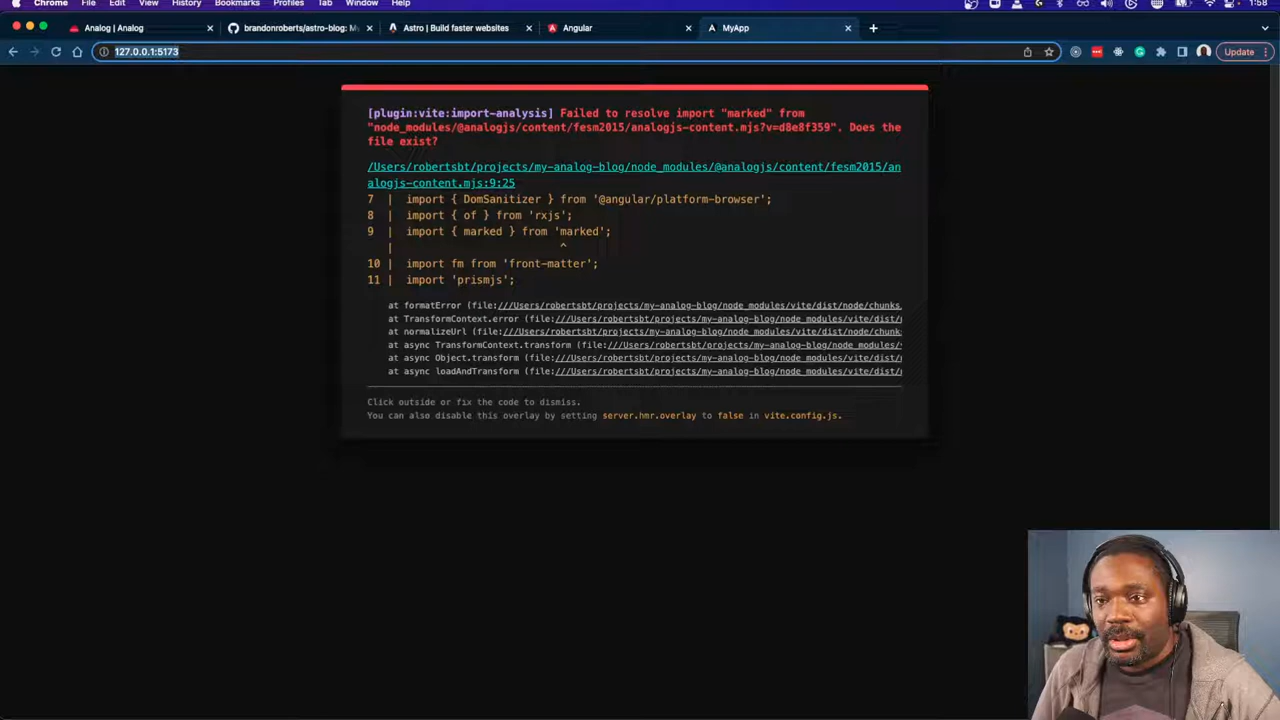 Chrome File Edit View History Bookmarks Profiles Tab Window Help
1:58
Analog | Analog
brandonroberts/astro-blog: My
Astro | Build faster websites
Angular
MyApp
127.0.0.1:5173
Update
[plugin:vite:import-analysis] Failed to resolve import "marked" from
"node_modules/@analogjs/content/fesm2015/analogjs-content.mjs?v=d8e8f359". Does the
file exist?
/Users/robertsbt/projects/my-analog-blog/node_modules/@analogjs/content/fesm2015/an
alogjs-content.mjs:9:25
7 | import { DomSanitizer } from '@angular/platform-browser';
8 | import { of } from 'rxjs';
9 | import { marked } from 'marked';
| ^
10 | import fm from 'front-matter';
11 | import 'prismjs';
at formatError (file:///Users/robertsbt/projects/my-analog-blog/node_modules/vite/dist/node/chunks
at TransformContext.error (file:///Users/robertsbt/projects/my-analog-blog/node_modules/vite/dist/
at normalizeUrl (file:///Users/robertsbt/projects/my-analog-blog/node_modules/vite/dist/node/chunk
at async TransformContext.transform (file:///Users/robertsbt/projects/my-analog-blog/node_modules/
at async Object.transform (file:///Users/robertsbt/projects/my-analog-blog/node_modules/vite/dist/
at async loadAndTransform (file:///Users/robertsbt/projects/my-analog-blog/node_modules/vite/dist/
Click outside or fix the code to dismiss.
You can also disable this overlay by setting server.hmr.overlay to false in vite.config.js.